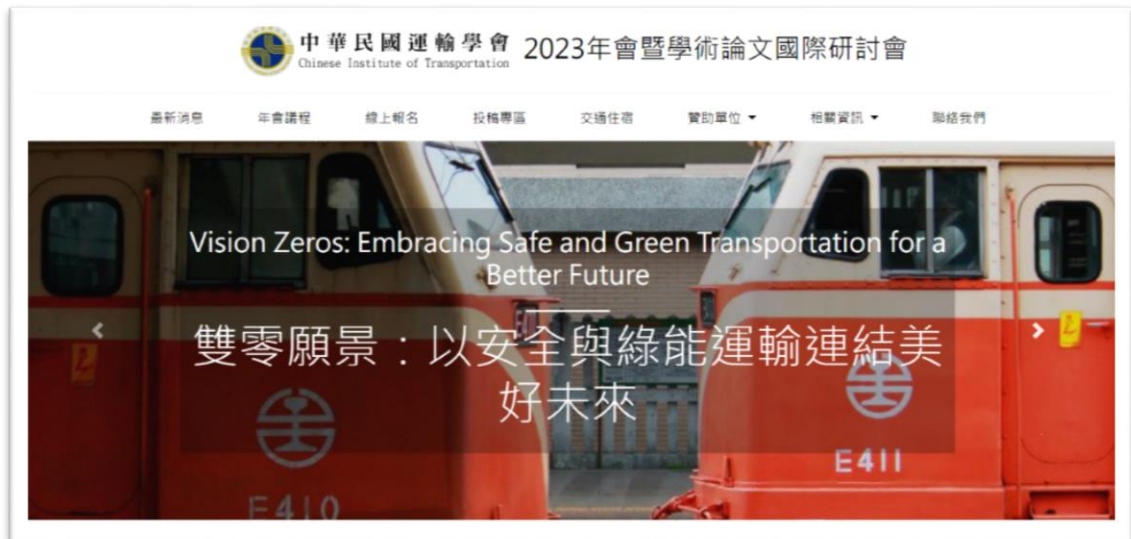 中華民國運輸學會 2023年會暨學術論文國際研討會
Chinese Institute of Transportation
最新消息 年會議程 線上報名 投稿專區 交通住宿 贊助單位 相關資訊 聯絡我們
Vision Zeros: Embracing Safe and Green Transportation for a
Better Future
雙零願景：以安全與綠能運輸連結美
好未來
E410
E411